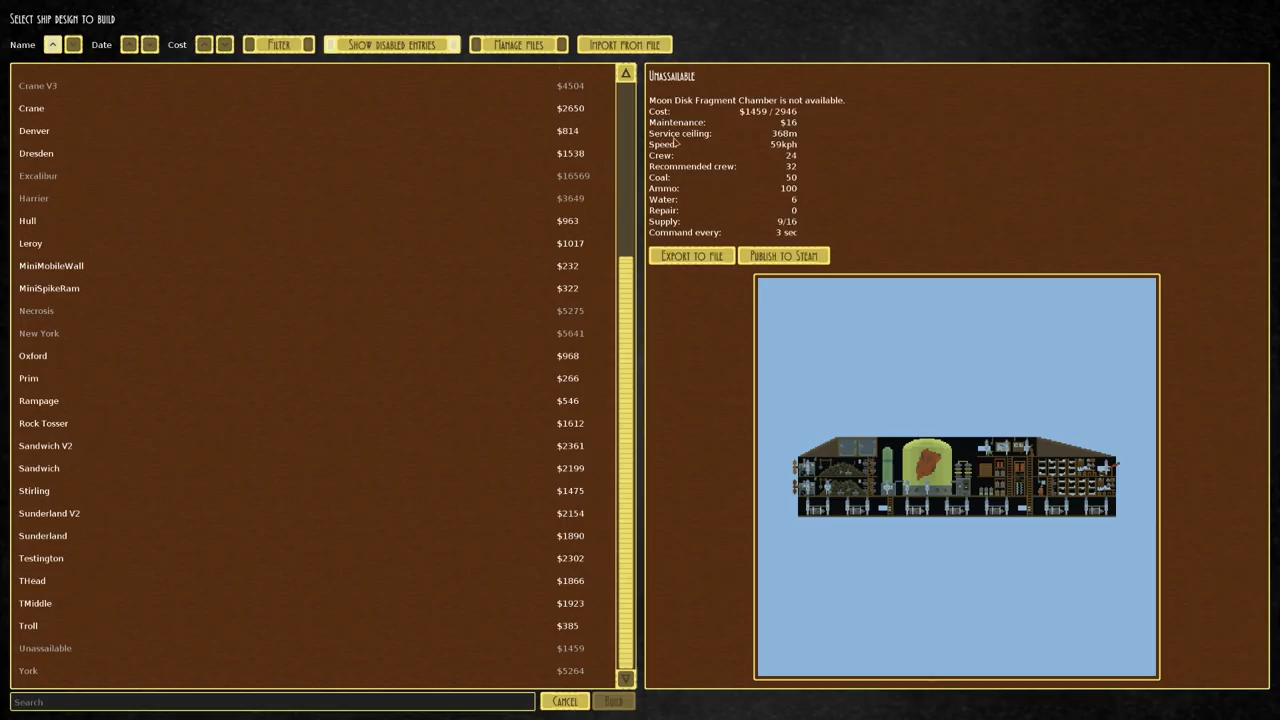 Select ship design to build
Name Date Cost Filter Show disabled entries Manage files Import from file
Crane V3 $4504
Crane $2650
Denver $814
Dresden $1538
Excalibur $16569
Harrier $3649
Hull $963
Leroy $1017
MiniMobileWall $232
MiniSpikeRam $322
Necrosis $5275
New York $5641
Oxford $968
Prim $266
Rampage $546
Rock Tosser $1612
Sandwich V2 $2361
Sandwich $2199
Stirling $1475
Sunderland V2 $2154
Sunderland $1890
Testington $2302
THead $1866
TMiddle $1923
Troll $385
Unassailable $1459
York $5264
Search Cancel Build
Unassailable
Moon Disk Fragment Chamber is not available.
Cost: $1459 / 2946
Maintenance: $16
Service ceiling: 368m
Speed: 59kph
Crew: 24
Recommended crew: 32
Coal: 50
Ammo: 100
Water: 6
Repair: 0
Supply: 9/16
Command every: 3 sec
Export to file Publish to Steam